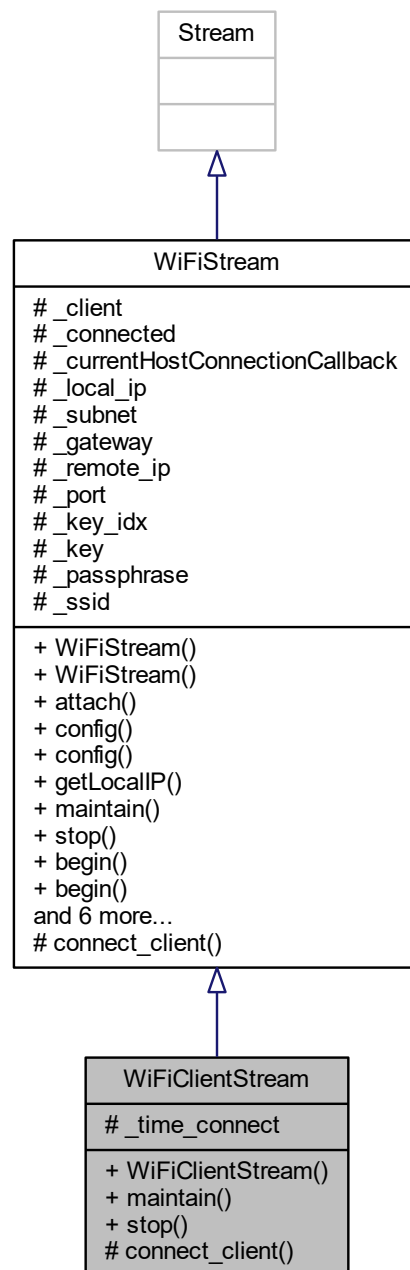 Stream
WiFiStream
# _client
# _connected
# _currentHostConnectionCallback
# _local_ip
# _subnet
# _gateway
# _remote_ip
# _port
# _key_idx
# _key
# _passphrase
# _ssid
+ WiFiStream()
+ WiFiStream()
+ attach()
+ config()
+ config()
+ getLocalIP()
+ maintain()
+ stop()
+ begin()
+ begin()
and 6 more...
# connect_client()
WiFiClientStream
# _time_connect
+ WiFiClientStream()
+ maintain()
+ stop()
# connect_client()